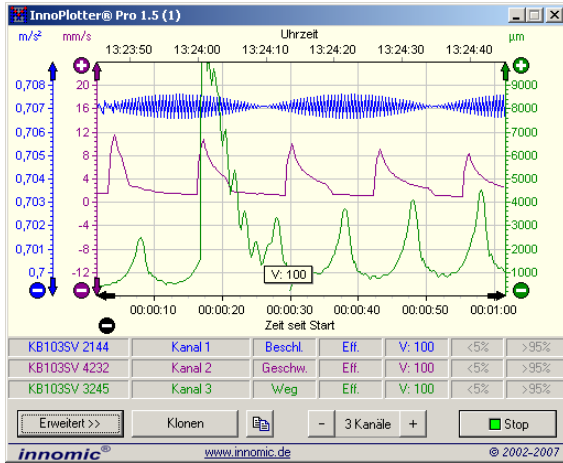 InnoPlotter® Pro 1.5 (1)
m/s² mm/s Uhrzeit µm
13:23:50 13:24:00 13:24:10 13:24:20 13:24:30 13:24:40
0,708 20 9000
0,707 16 8000
0,706 12 7000
0,705 8 6000
0,704 4 5000
0,703 0 4000
0,702 -4 3000
0,701 -8 2000
0,7 -12 1000
V: 100
00:00:10 00:00:20 00:00:30 00:00:40 00:00:50 00:01:00
Zeit seit Start
KB103SV 2144 Kanal 1 Beschl. Eff. V: 100 <5% >95%
KB103SV 4232 Kanal 2 Geschw. Eff. V: 100 <5% >95%
KB103SV 3245 Kanal 3 Weg Eff. V: 100 <5% >95%
Erweitert >> Klonen - 3 Kanäle + Stop
innomic® www.innomic.de © 2002-2007